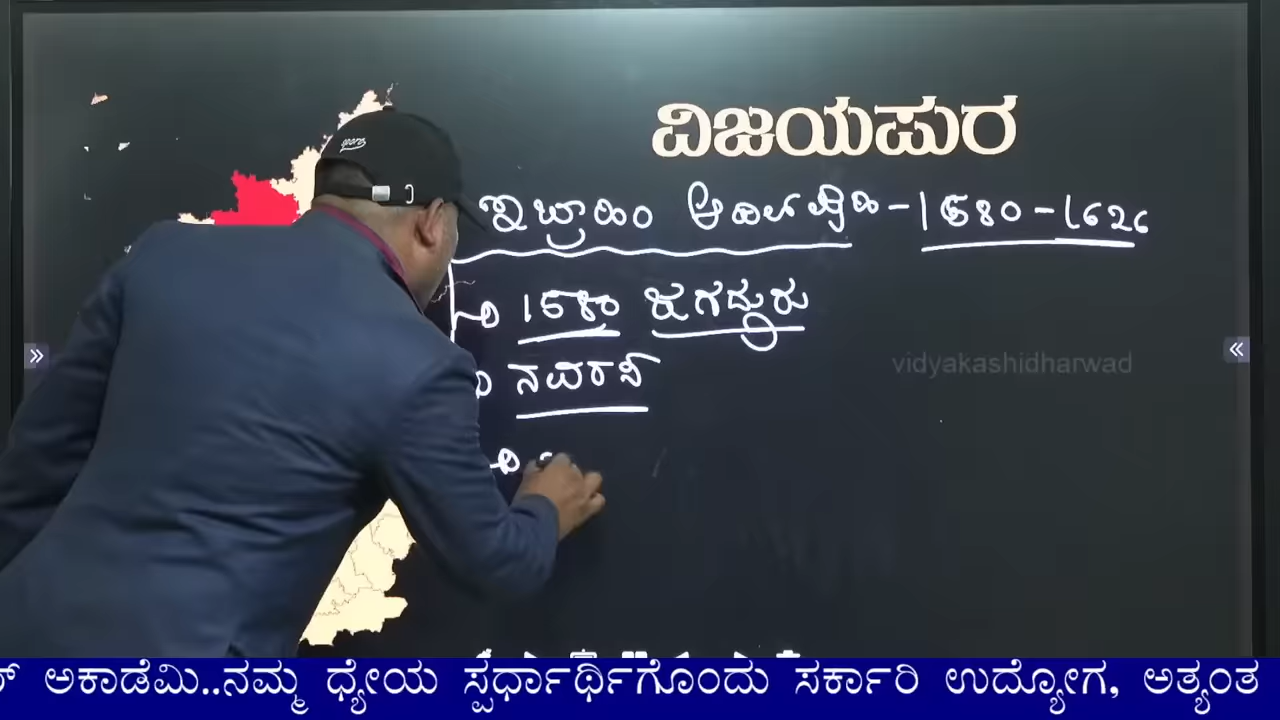 ವಿಜಯಪುರ
ಇಬ್ರಾಹಿಂ ಆದಿಲ್ ಷಾಹಿ - 1580 - 1626
1580 ಜಗದ್ಗುರು
ನವರಸ
vidyakashidharwad
ಅಕಾಡೆಮಿ..ನಮ್ಮ ಧ್ಯೇಯ ಸ್ಪರ್ಧಾರ್ಥಿಗೊಂದು ಸರ್ಕಾರಿ ಉದ್ಯೋಗ, ಅತ್ಯಂತ